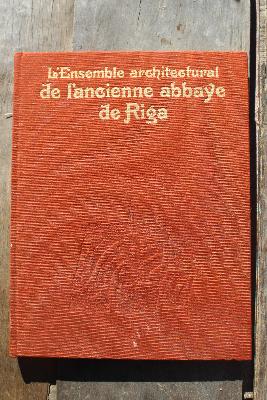 L'Ensemble architectural
de l'ancienne abbaye
de Riga